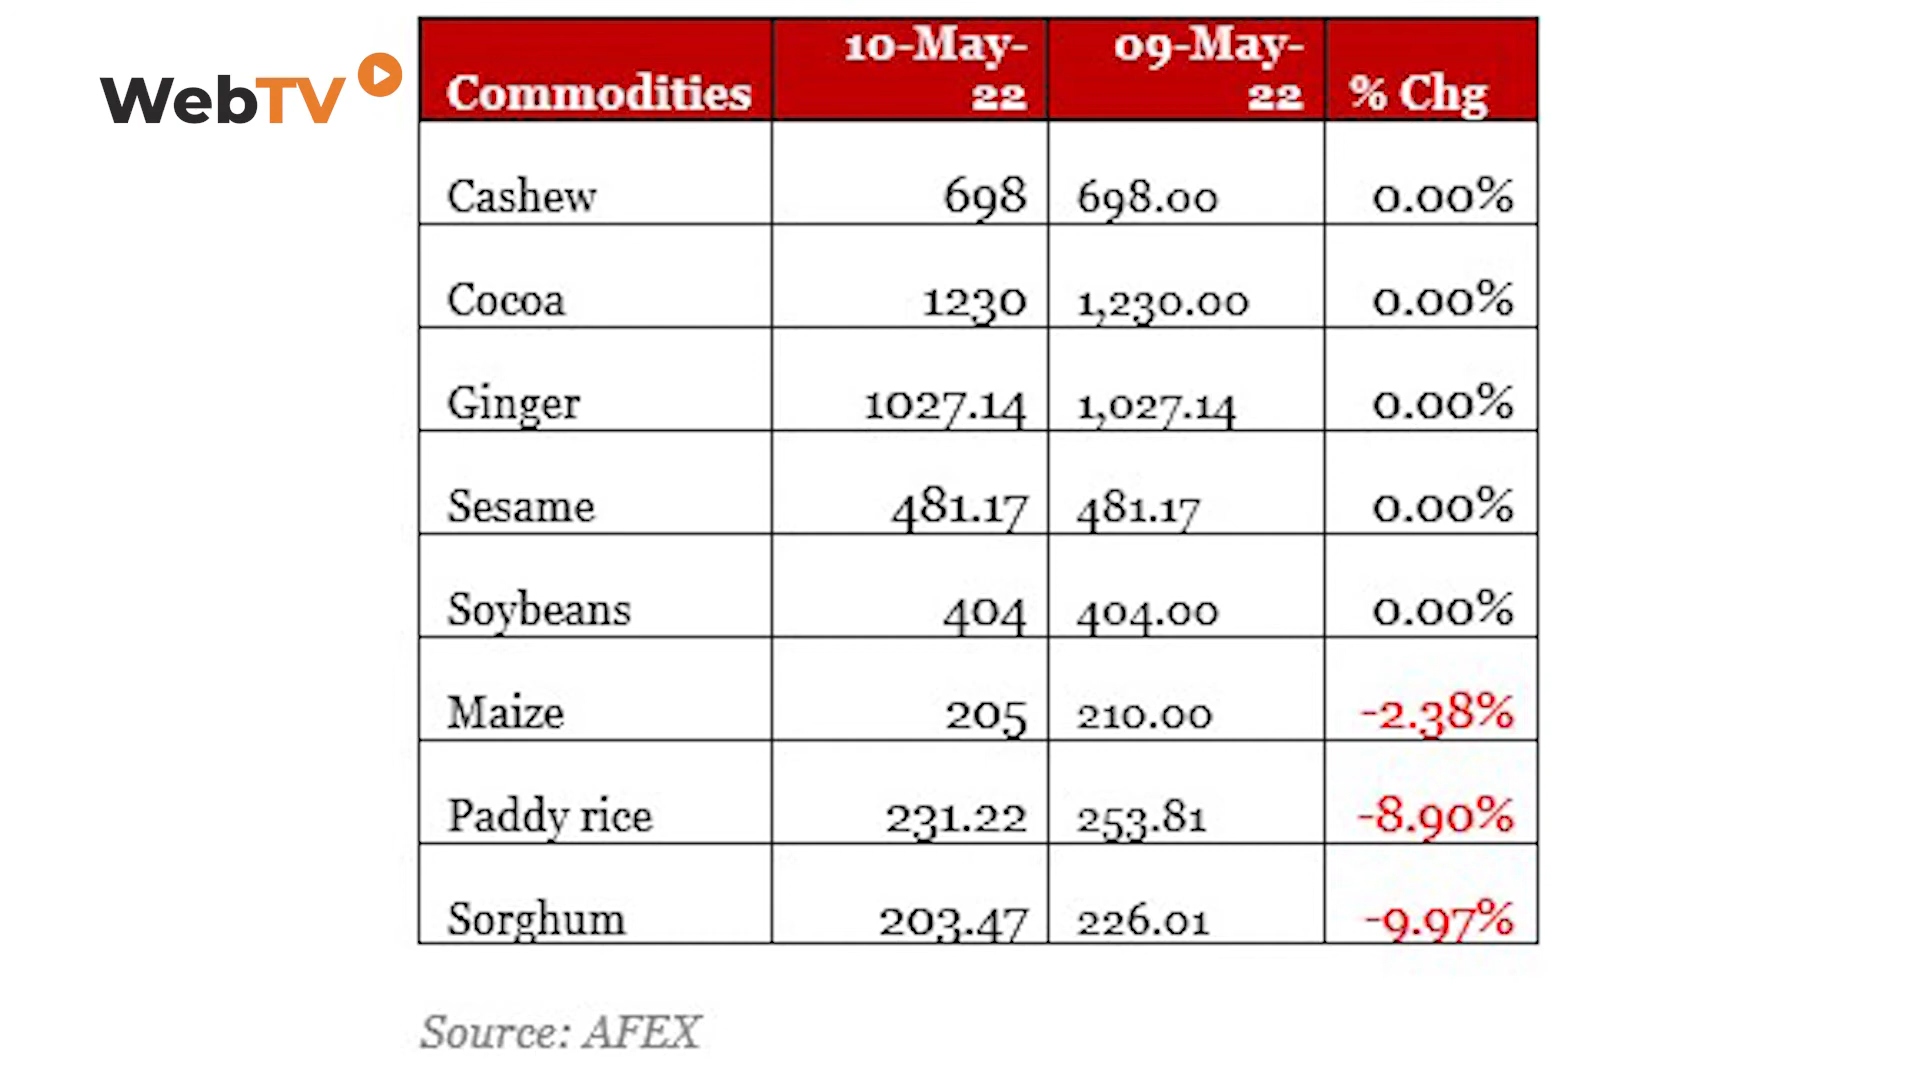 WebTV
Commodities 10-May-22 09-May-22 % Chg
Cashew 698 698.00 0.00%
Cocoa 1230 1,230.00 0.00%
Ginger 1027.14 1,027.14 0.00%
Sesame 481.17 481.17 0.00%
Soybeans 404 404.00 0.00%
Maize 205 210.00 -2.38%
Paddy rice 231.22 253.81 -8.90%
Sorghum 203.47 226.01 -9.97%
Source: AFEX